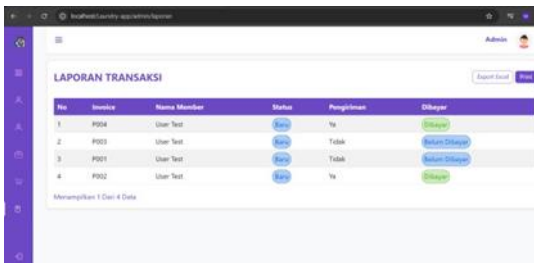 localhost/laundry-app/admin/laporan
Admin
LAPORAN TRANSAKSI
Export Excel Print
No Invoice Nama Member Status Pengiriman Dibayar
1 P004 User Test Baru Ya Dibayar
2 P003 User Test Baru Tidak Belum Dibayar
3 P001 User Test Baru Tidak Belum Dibayar
4 P002 User Test Baru Ya Dibayar
Menampilkan 1 Dari 4 Data